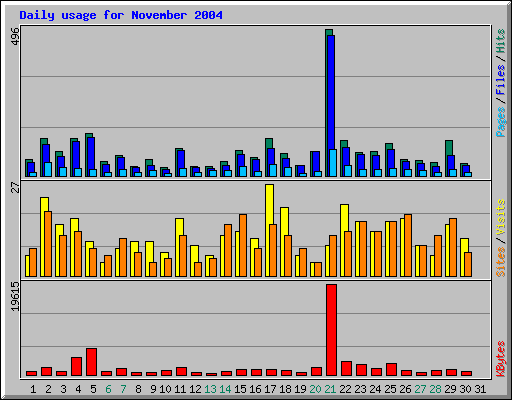 Daily usage for November 2004
496
Pages / Files / Hits
27
Sites / Visits
19615
KBytes
1 2 3 4 5 6 7 8 9 10 11 12 13 14 15 16 17 18 19 20 21 22 23 24 25 26 27 28 29 30 31